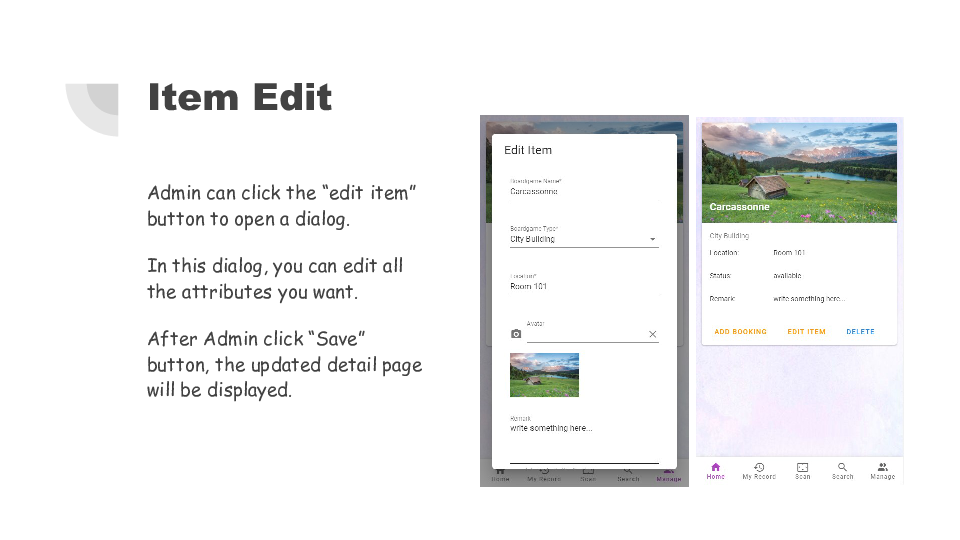 Item Edit
Admin can click the “edit item”
button to open a dialog.
In this dialog, you can edit all
the attributes you want.
After Admin click “Save”
button, the updated detail page
will be displayed.
Edit Item
Boardgame Name*
Carcassonne
Boardgame Type*
City Building
Location*
Room 101
Avatar
Remark
write something here...
Home My Record Scan Search Manage
Carcassonne
City Building
Location: Room 101
Status: available
Remark: write something here...
ADD BOOKING EDIT ITEM DELETE
Home My Record Scan Search Manage